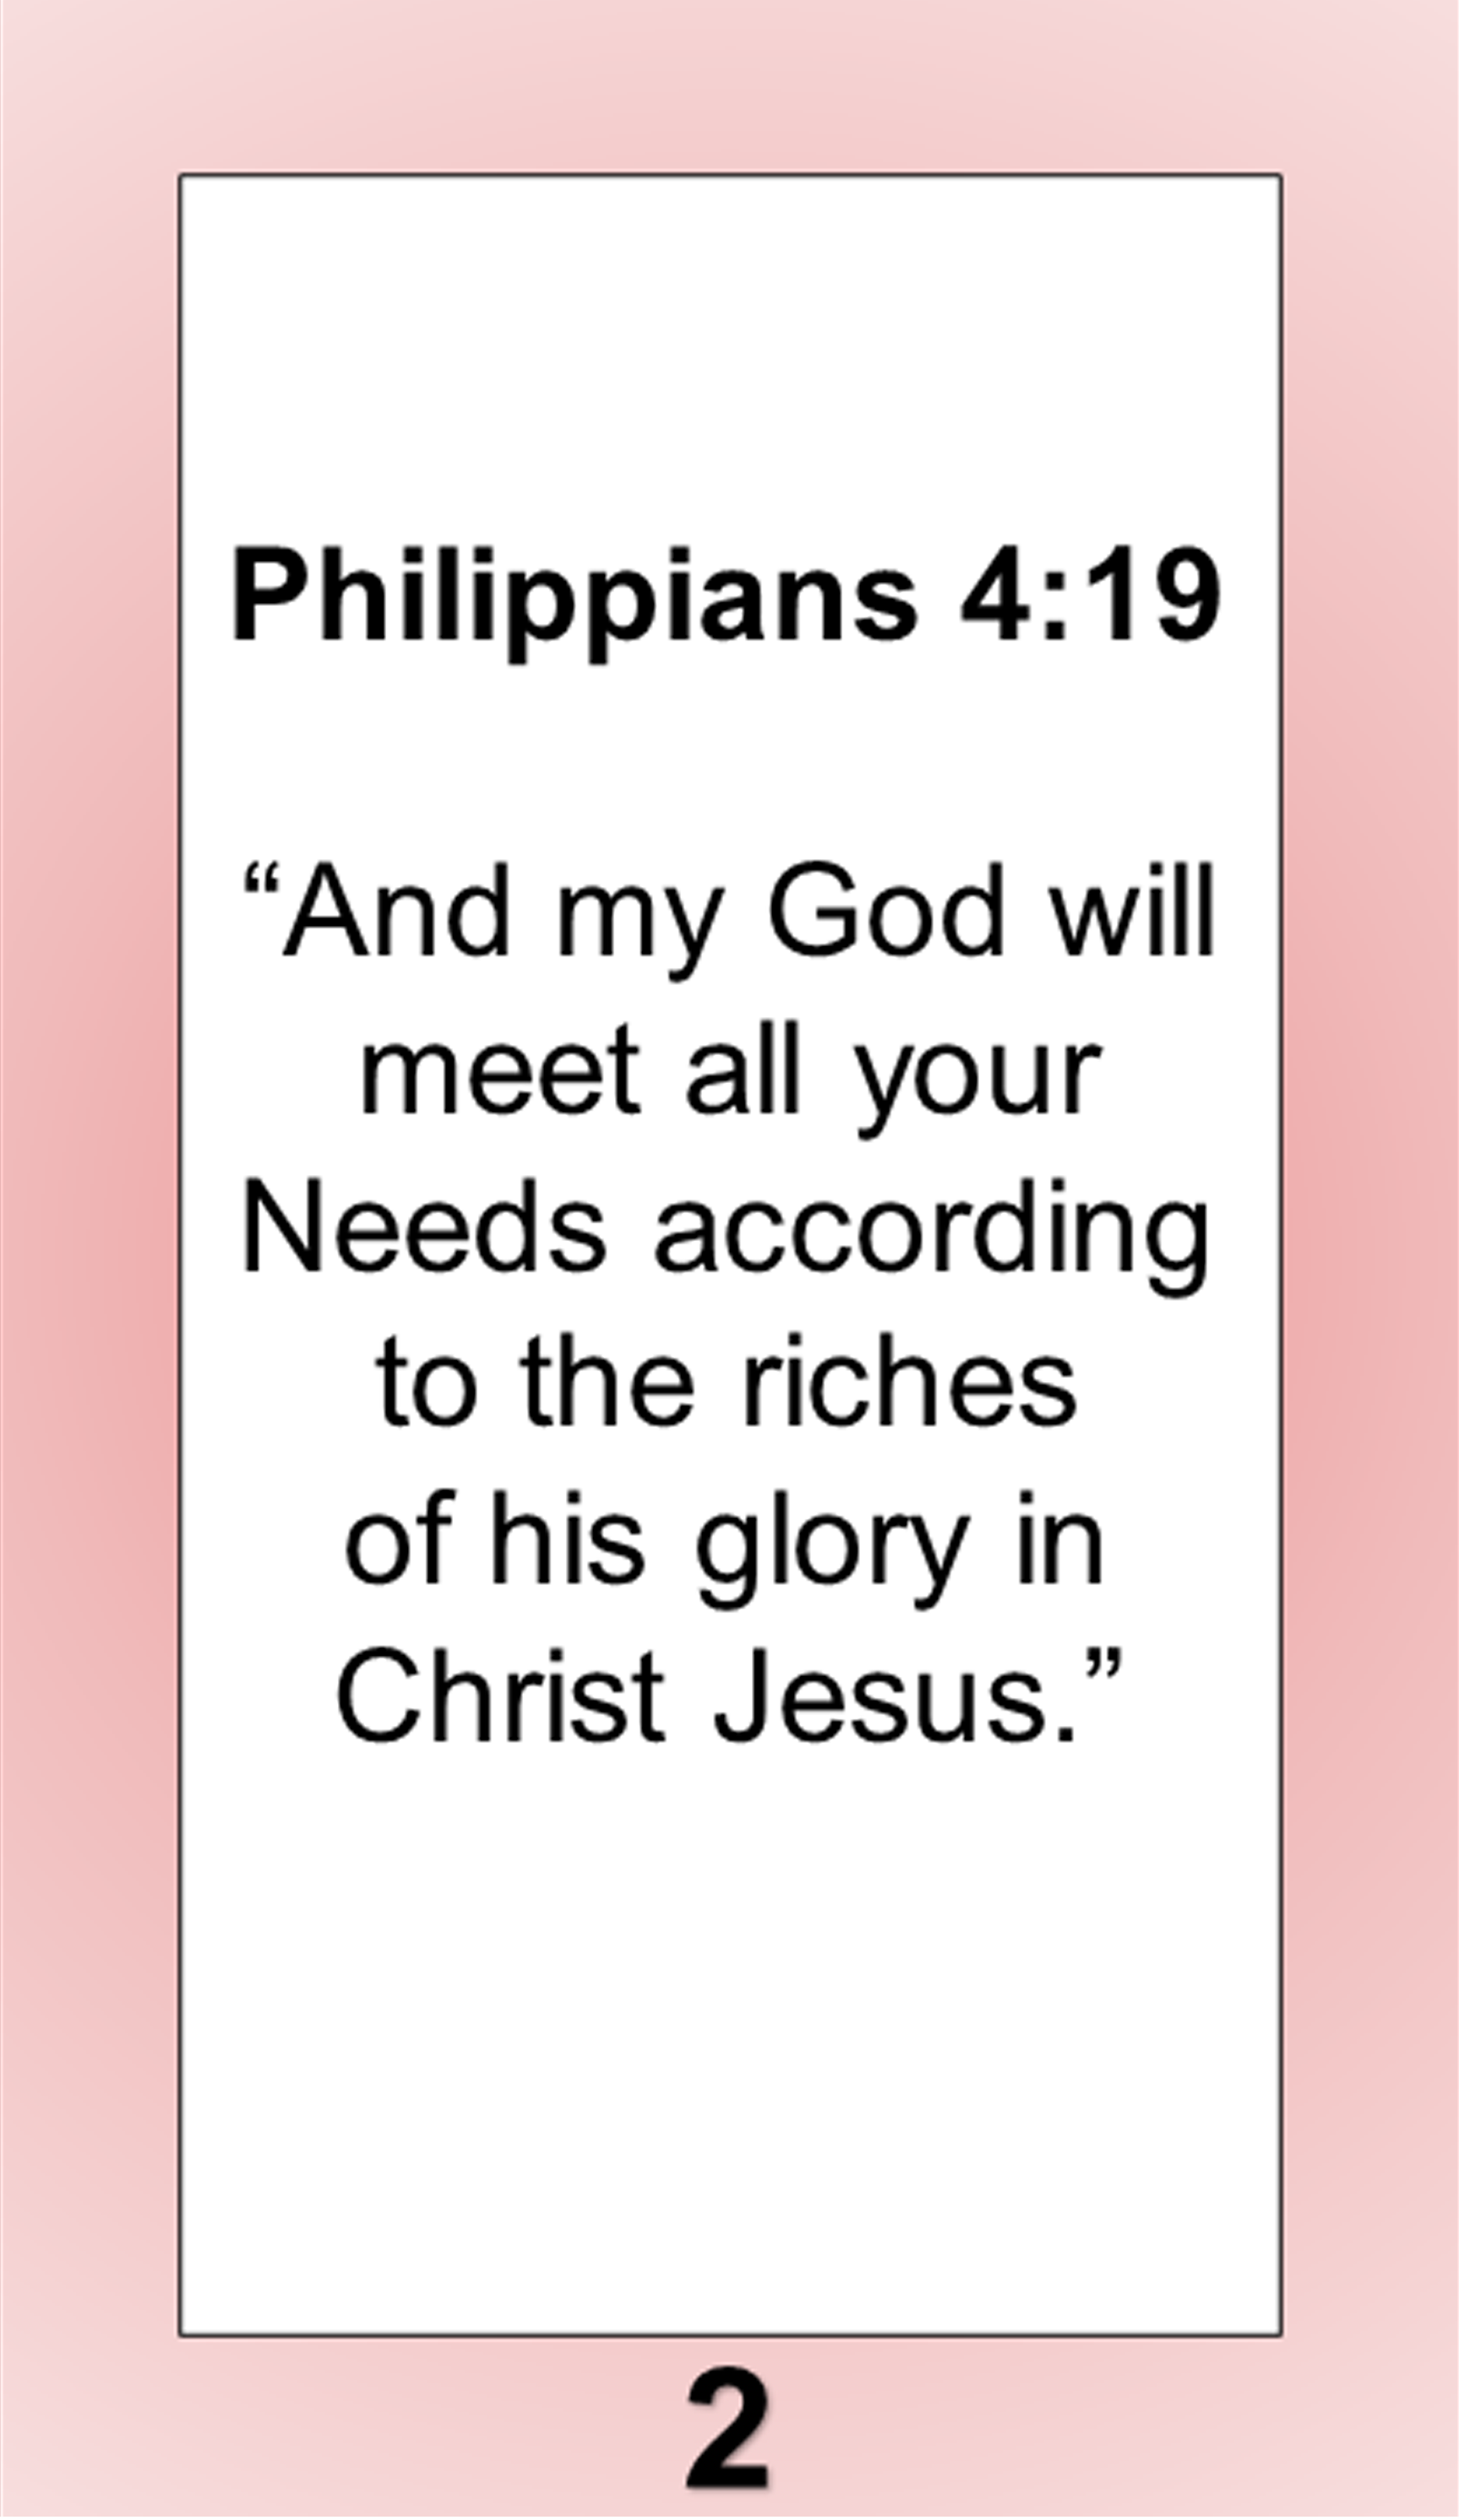 Philippians 4:19
“And my God will
meet all your
Needs according
to the riches
of his glory in
Christ Jesus.”
2